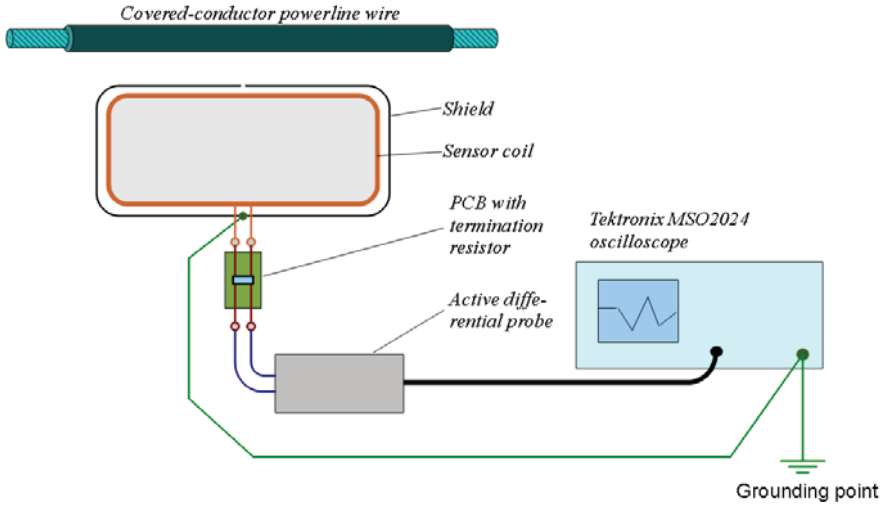 Covered-conductor powerline wire
Shield
Sensor coil
PCB with
termination
resistor
Tektronix MSO2024
oscilloscope
Active diffe-
rential probe
Grounding point